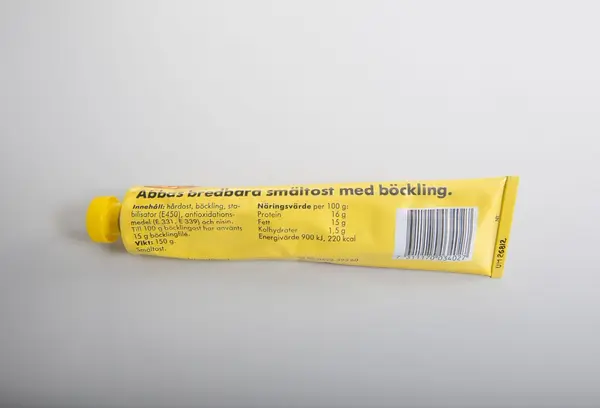 Abbas bredbara smältost med böckling.
Innehåll: hårdost, böckling, sta-
bilisator (E450), antioxidations-
medel (E 331, E 339) och nisin.
Till 100 g böcklingost har använts
15 g böcklingfilé.
Vikt: 150 g.
Smältost.
Näringsvärde per 100 g:
Protein 16 g
Fett 15 g
Kolhydrater 1,5 g
Energivärde 900 kJ, 220 kcal
UM 26812